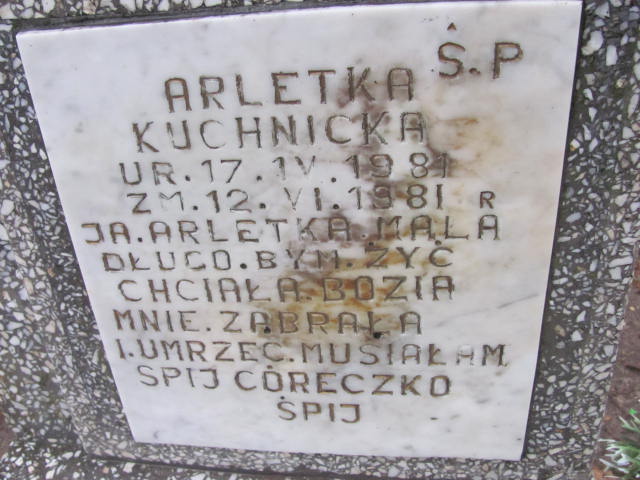 Ś.P
ARLETKA
KUCHNICKA
UR.17.IV.1981
ZM.12.VI.1981 R
JA.ARLETKA.MAŁA
DŁUGO.BYM.ŻYĆ
CHCIAŁA.BOZIA
MNIE.ZABRAŁA
I.UMRZEĆ.MUSIAŁAM
ŚPIJ CÓRECZKO
ŚPIJ